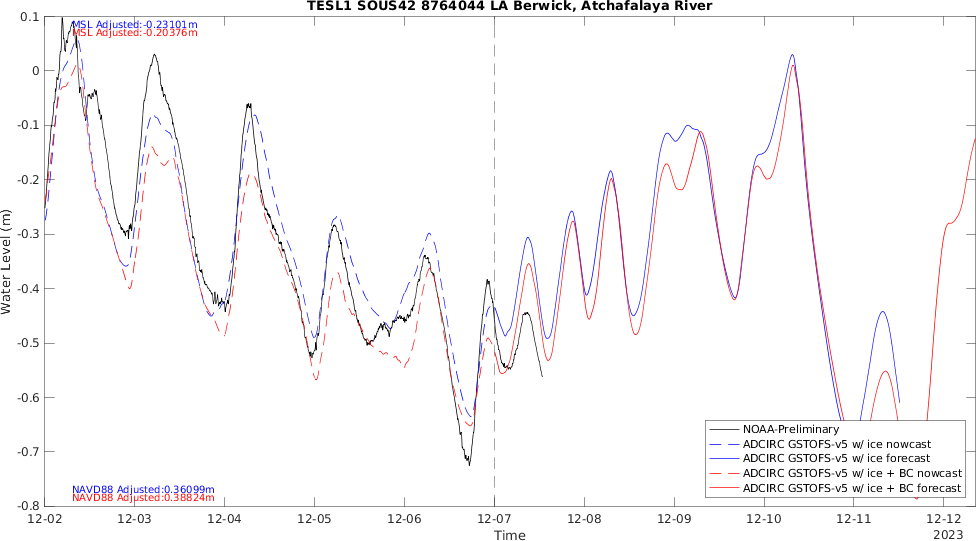 TESL1 SOUS42 8764044 LA Berwick, Atchafalaya River
MSL Adjusted:-0.23101m
MSL Adjusted:-0.20376m
0.1
0
-0.1
-0.2
-0.3
-0.4
-0.5
-0.6
-0.7
-0.8
Water Level (m)
NOAA-Preliminary
ADCIRC GSTOFS-v5 w/ ice nowcast
ADCIRC GSTOFS-v5 w/ ice forecast
ADCIRC GSTOFS-v5 w/ ice + BC nowcast
ADCIRC GSTOFS-v5 w/ ice + BC forecast
NAVD88 Adjusted:0.36099m
NAVD88 Adjusted:0.38824m
12-02 12-03 12-04 12-05 12-06 12-07 12-08 12-09 12-10 12-11 12-12
Time
2023